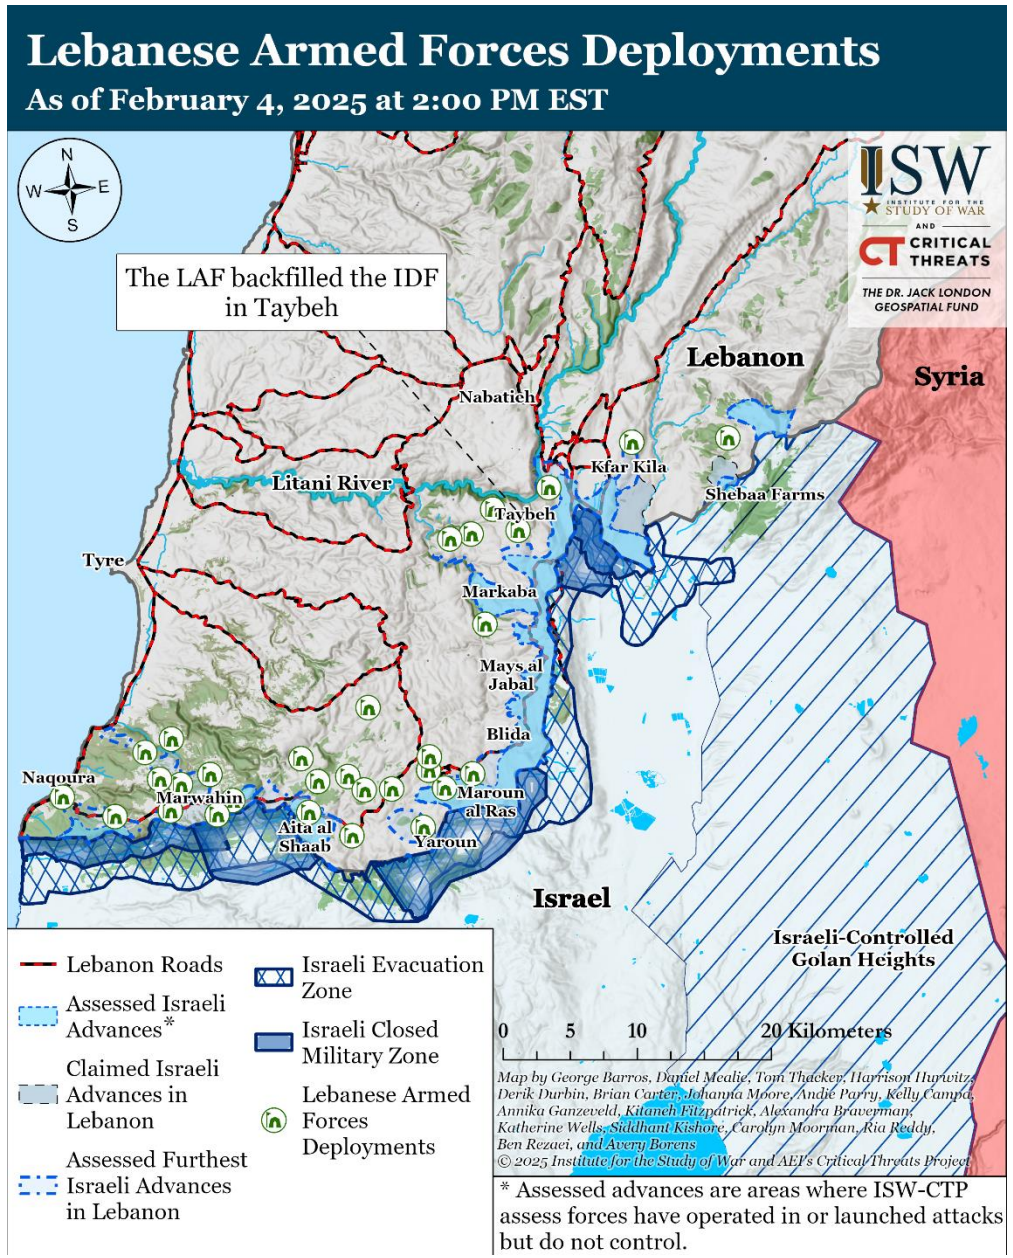 Lebanese Armed Forces Deployments
As of February 4, 2025 at 2:00 PM EST
N
W E
S
ISW
INSTITUTE FOR THE
STUDY OF WAR
AND
CT CRITICAL
THREATS
THE DR. JACK LONDON
GEOSPATIAL FUND
The LAF backfilled the IDF
in Taybeh
Lebanon
Syria
Nabatieh
Kfar Kila
Litani River
Shebaa Farms
Taybeh
Tyre
Markaba
Mays al
Jabal
Blida
Naqoura
Marwahin
Maroun
al Ras
Aita al
Shaab
Yaroun
Israel
Israeli-Controlled
Golan Heights
Lebanon Roads
Assessed Israeli
Advances*
Claimed Israeli
Advances in
Lebanon
Assessed Furthest
Israeli Advances
in Lebanon
Israeli Evacuation
Zone
Israeli Closed
Military Zone
Lebanese Armed
Forces
Deployments
0 5 10 20 Kilometers
Map by George Barros, Daniel Mealie, Tom Thacker, Harrison Hurwitz,
Derik Durbin, Brian Carter, Johanna Moore, Andie Parry, Kelly Campa,
Annika Ganzeveld, Kitaneh Fitzpatrick, Alexandra Braverman,
Katherine Wells, Siddhant Kishore, Carolyn Moorman, Ria Reddy,
Ben Rezaei, and Avery Borens
© 2025 Institute for the Study of War and AEI's Critical Threats Project
* Assessed advances are areas where ISW-CTP
assess forces have operated in or launched attacks
but do not control.